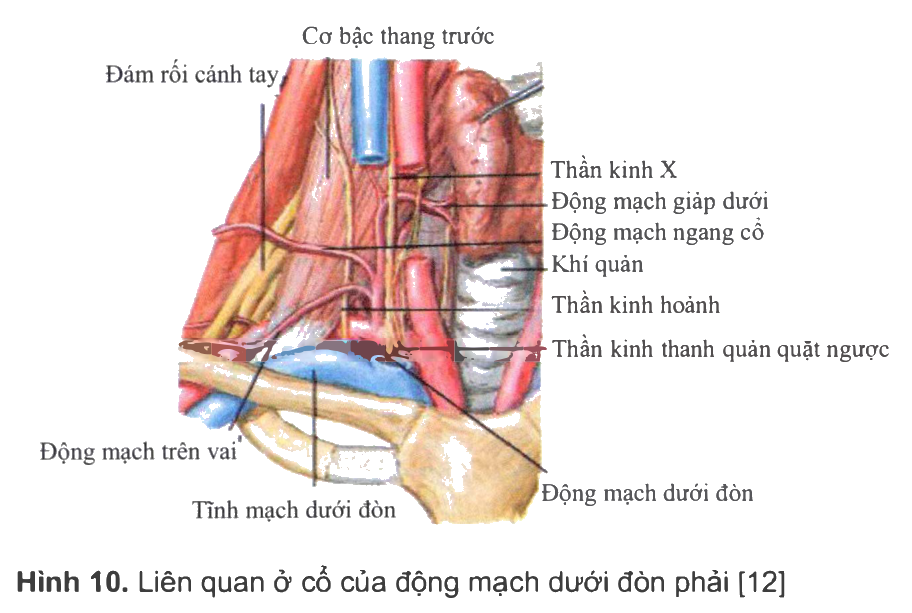 Cơ bậc thang trước
Đám rối cánh tay
Thần kinh X
Động mạch giáp dưới
Động mạch ngang cổ
Khí quản
Thần kinh hoành
Thần kinh thanh quản quặt ngược
Động mạch trên vai
Động mạch dưới đòn
Tĩnh mạch dưới đòn
Hình 10. Liên quan ở cổ của động mạch dưới đòn phải [12]